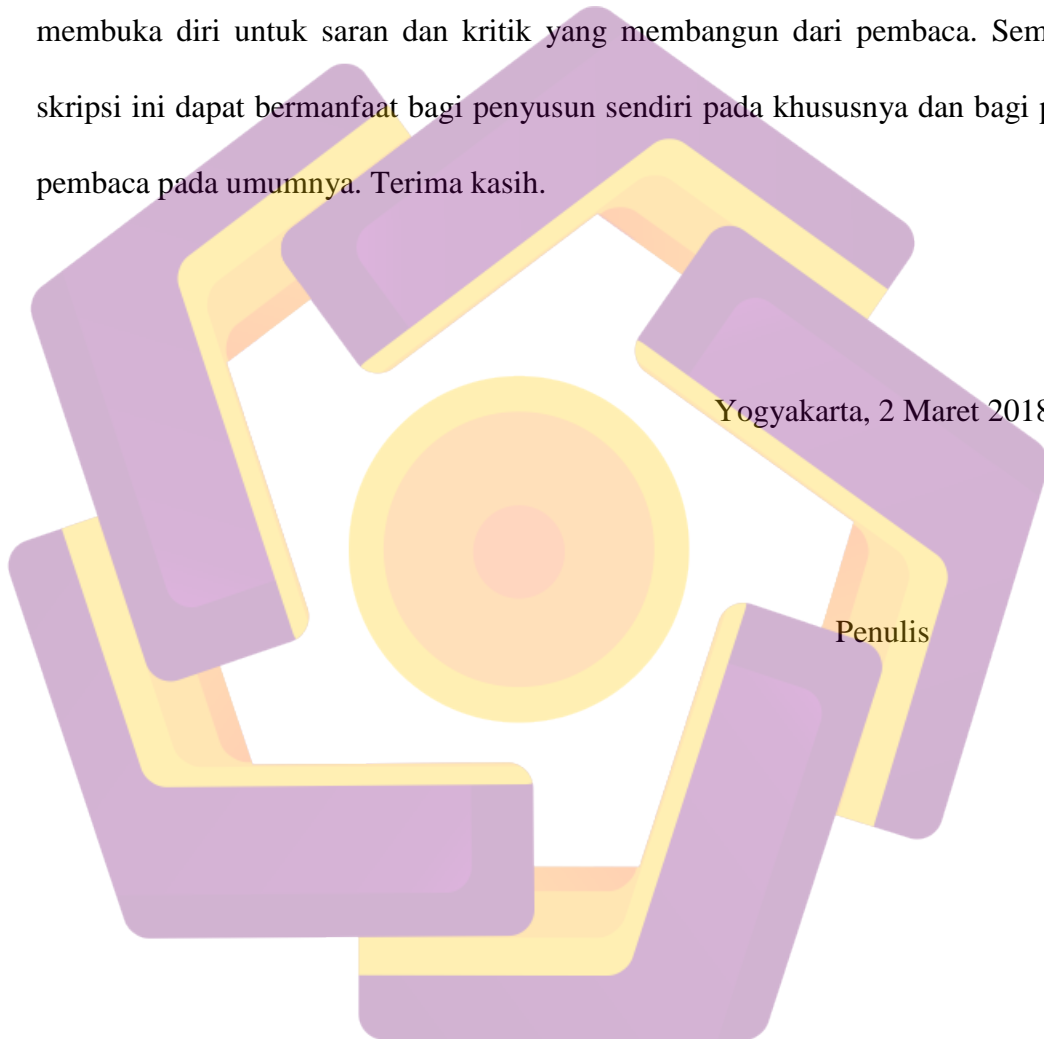 membuka diri untuk saran dan kritik yang membangun dari pembaca. Sem
skripsi ini dapat bermanfaat bagi penyusun sendiri pada khususnya dan bagi p
pembaca pada umumnya. Terima kasih.
Yogyakarta, 2 Maret 2018
Penulis